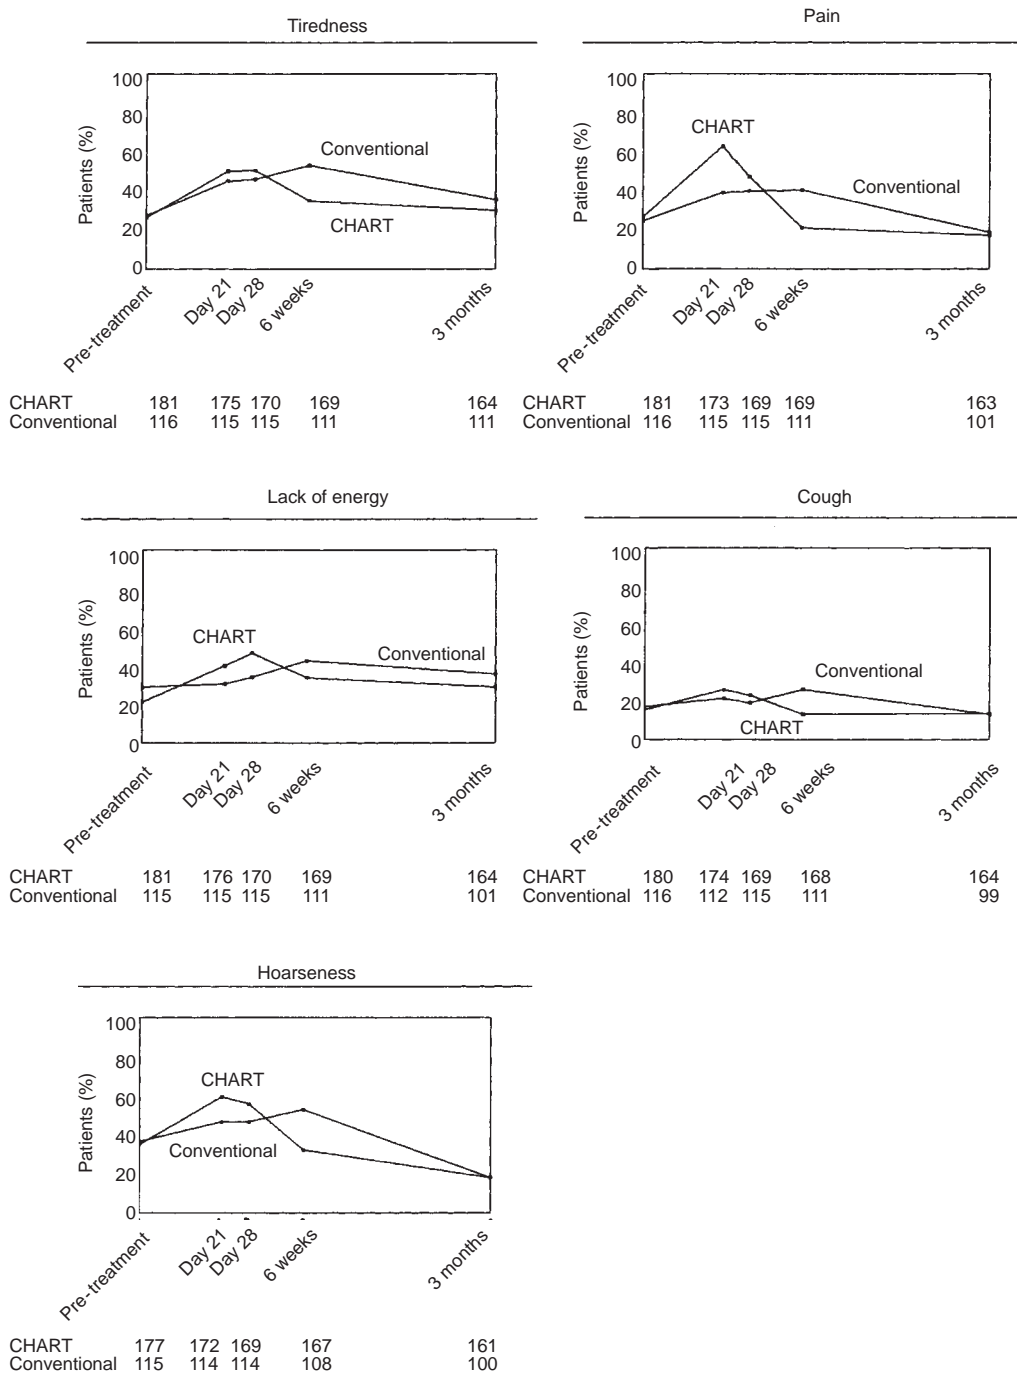 Tiredness
Patients (%)
100
80
60
40
20
0
Conventional
CHART
Pre-treatment
Day 21
Day 28
6 weeks
3 months
CHART 181 175 170 169 164
Conventional 116 115 115 111 111
Pain
Patients (%)
100
80
60
40
20
0
CHART
Conventional
Pre-treatment
Day 21
Day 28
6 weeks
3 months
CHART 181 173 169 169 163
Conventional 116 115 115 111 101
Lack of energy
Patients (%)
100
80
60
40
20
0
CHART
Conventional
Pre-treatment
Day 21
Day 28
6 weeks
3 months
CHART 181 176 170 169 164
Conventional 115 115 115 111 101
Cough
Patients (%)
100
80
60
40
20
0
Conventional
CHART
Pre-treatment
Day 21
Day 28
6 weeks
3 months
CHART 180 174 169 168 164
Conventional 116 112 115 111 99
Hoarseness
Patients (%)
100
80
60
40
20
0
CHART
Conventional
Pre-treatment
Day 21
Day 28
6 weeks
3 months
CHART 177 172 169 167 161
Conventional 115 114 114 108 100